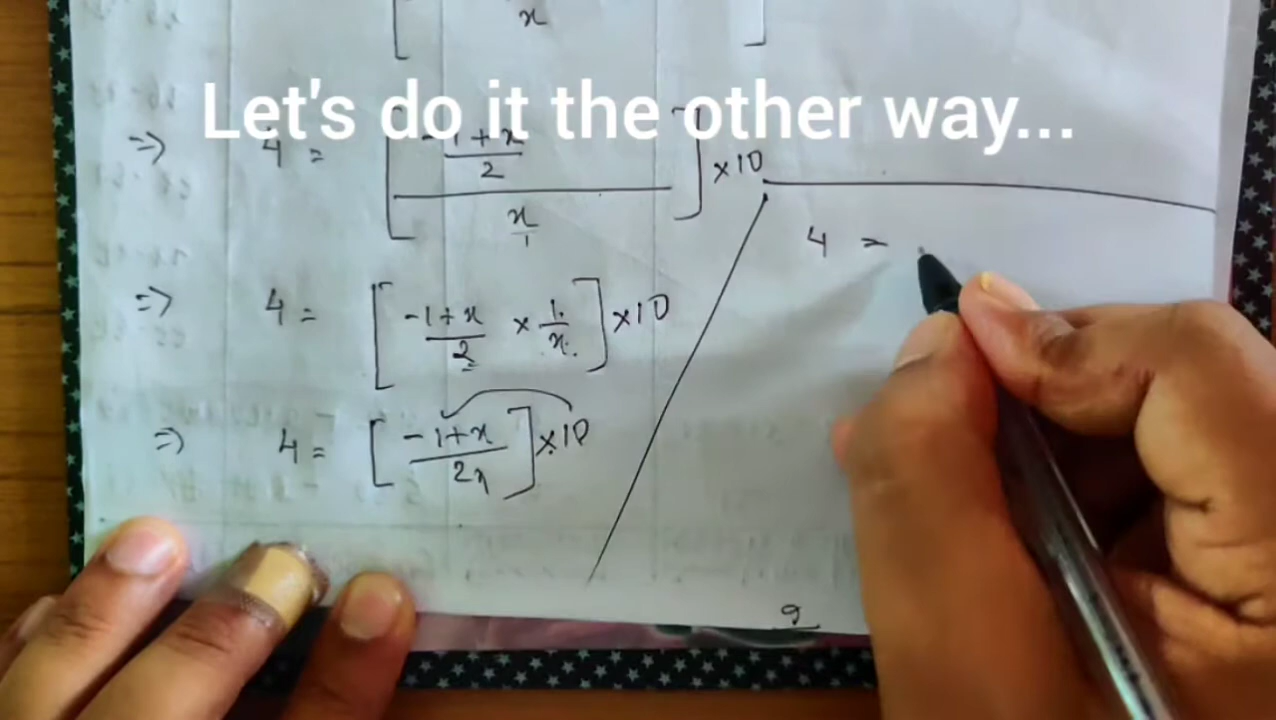 x
Let's do it the other way...
=> 4 = [ (-1+x)/2 / x/1 ] ×10
4 =
=> 4 = [ (-1+x)/2 × 1/x ] ×10
=> 4 = [ (-1+x)/2x ] ×10